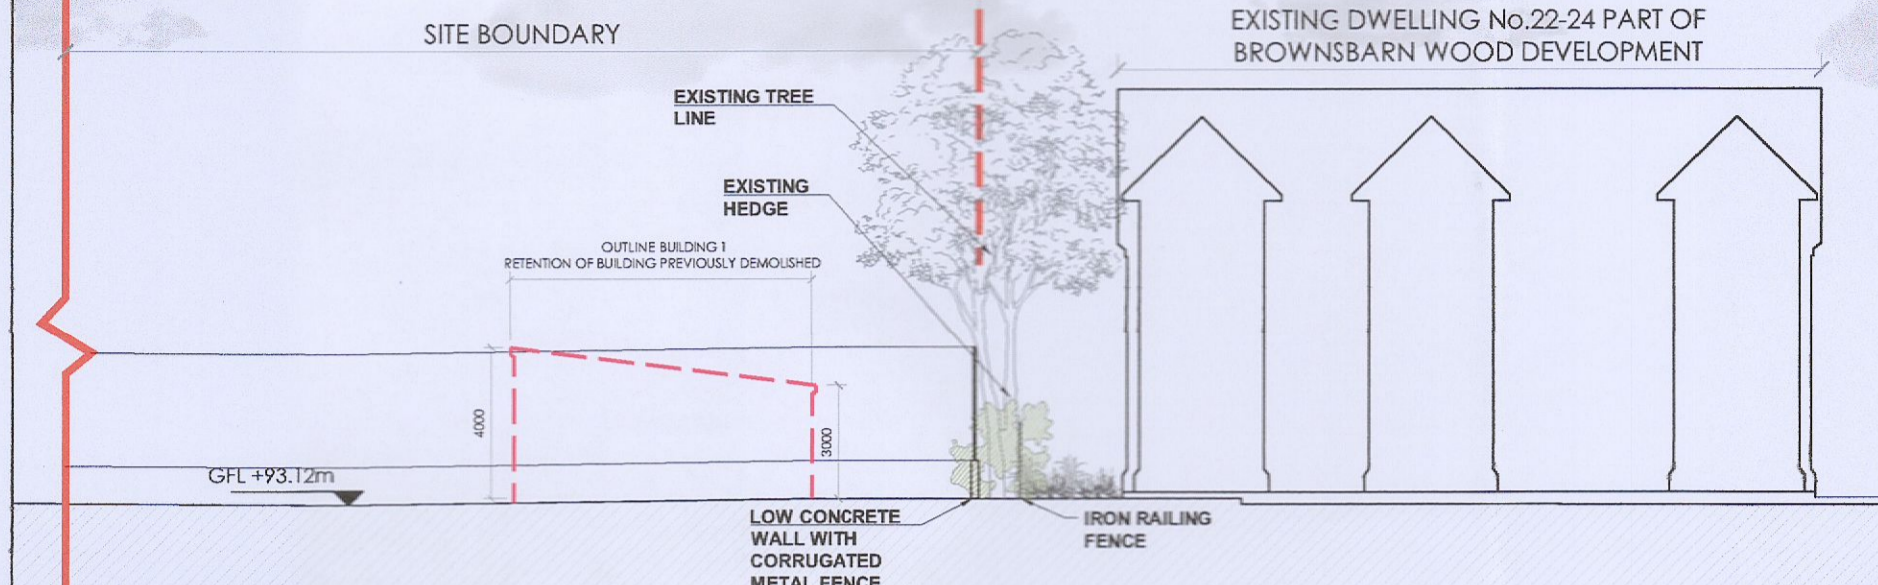 SITE BOUNDARY
EXISTING DWELLING No.22-24 PART OF
BROWNSBARN WOOD DEVELOPMENT
EXISTING TREE
LINE
EXISTING
HEDGE
OUTLINE BUILDING 1
RETENTION OF BUILDING PREVIOUSLY DEMOLISHED
4000
3000
GFL +93.12m
LOW CONCRETE
WALL WITH
CORRUGATED
METAL FENCE
IRON RAILING
FENCE